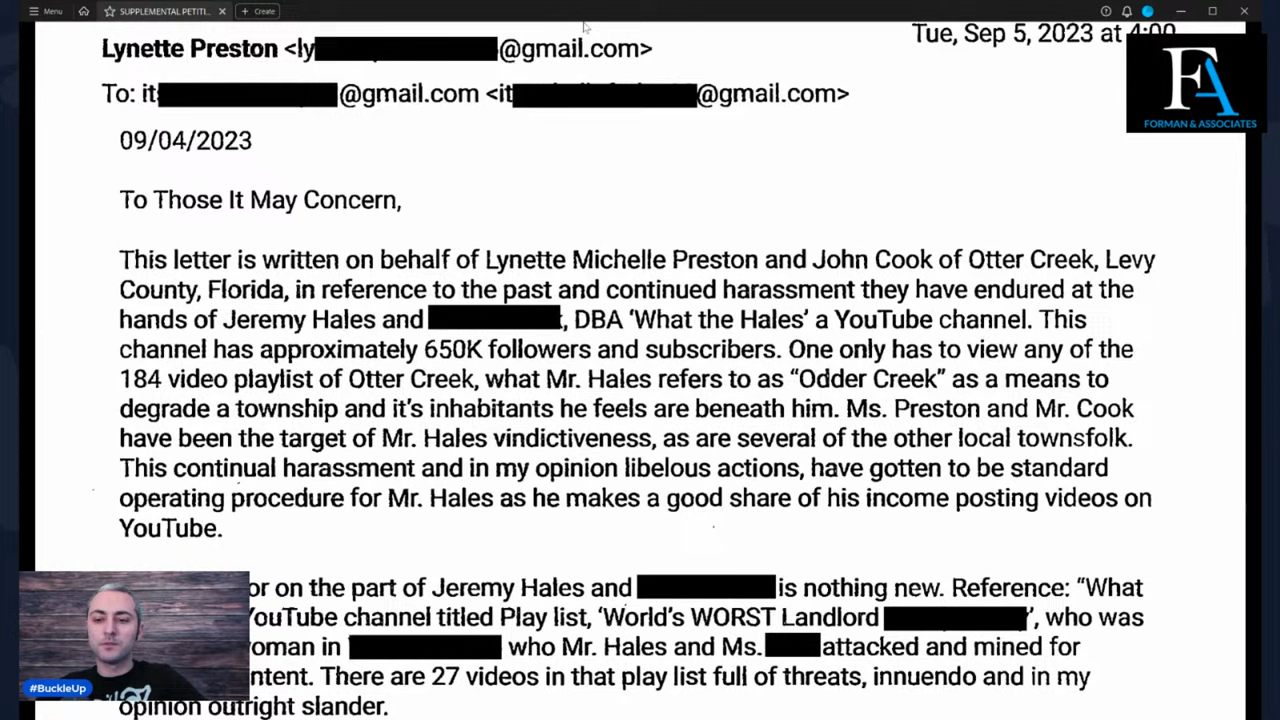 Menu
SUPPLEMENTAL PETITI...
Create
Tue, Sep 5, 2023 at 4:00
Lynette Preston <ly @gmail.com>
To: it @gmail.com <it @gmail.com>
FA
FORMAN & ASSOCIATES
09/04/2023
To Those It May Concern,
This letter is written on behalf of Lynette Michelle Preston and John Cook of Otter Creek, Levy
County, Florida, in reference to the past and continued harassment they have endured at the
hands of Jeremy Hales and , DBA ‘What the Hales’ a YouTube channel. This
channel has approximately 650K followers and subscribers. One only has to view any of the
184 video playlist of Otter Creek, what Mr. Hales refers to as “Odder Creek” as a means to
degrade a township and it’s inhabitants he feels are beneath him. Ms. Preston and Mr. Cook
have been the target of Mr. Hales vindictiveness, as are several of the other local townsfolk.
This continual harassment and in my opinion libelous actions, have gotten to be standard
operating procedure for Mr. Hales as he makes a good share of his income posting videos on
YouTube.
or on the part of Jeremy Hales and is nothing new. Reference: “What
YouTube channel titled Play list, ‘World’s WORST Landlord ’, who was
oman in who Mr. Hales and Ms. attacked and mined for
ntent. There are 27 videos in that play list full of threats, innuendo and in my
opinion outright slander.
#BuckleUp